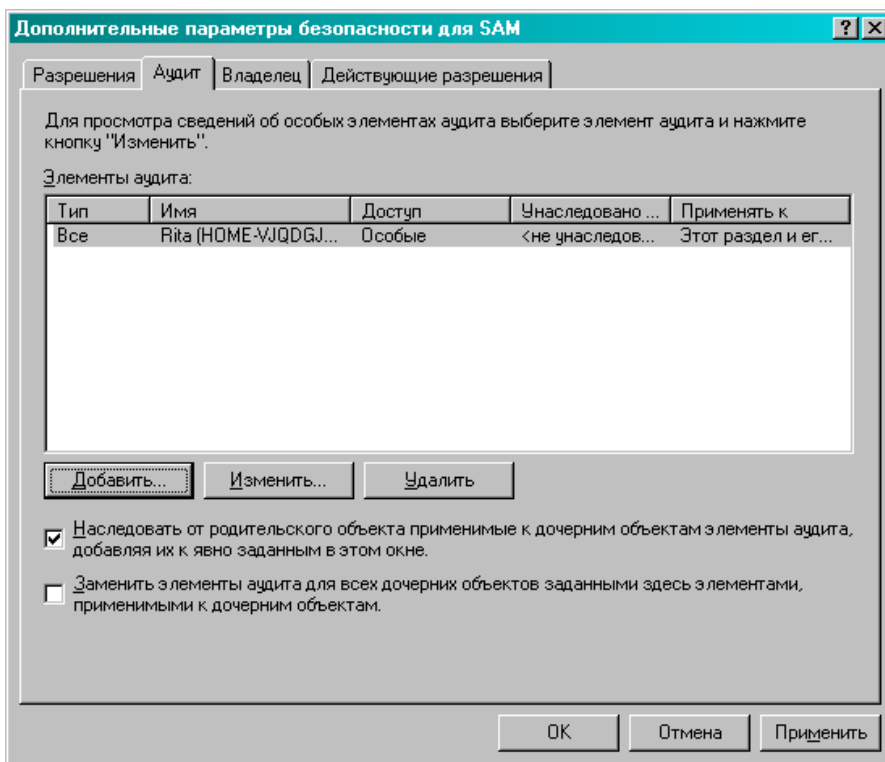 Дополнительные параметры безопасности для SAM
Разрешения Аудит Владелец Действующие разрешения
Для просмотра сведений об особых элементах аудита выберите элемент аудита и нажмите
кнопку "Изменить".
Элементы аудита:
Тип Имя Доступ Унаследовано ... Применять к
Все Rita (HOME-VJQDGJ... Особые <не унаследов... Этот раздел и ег...
Добавить... Изменить... Удалить
Наследовать от родительского объекта применимые к дочерним объектам элементы аудита,
добавляя их к явно заданным в этом окне.
Заменить элементы аудита для всех дочерних объектов заданными здесь элементами,
применимыми к дочерним объектам.
OK Отмена Применить